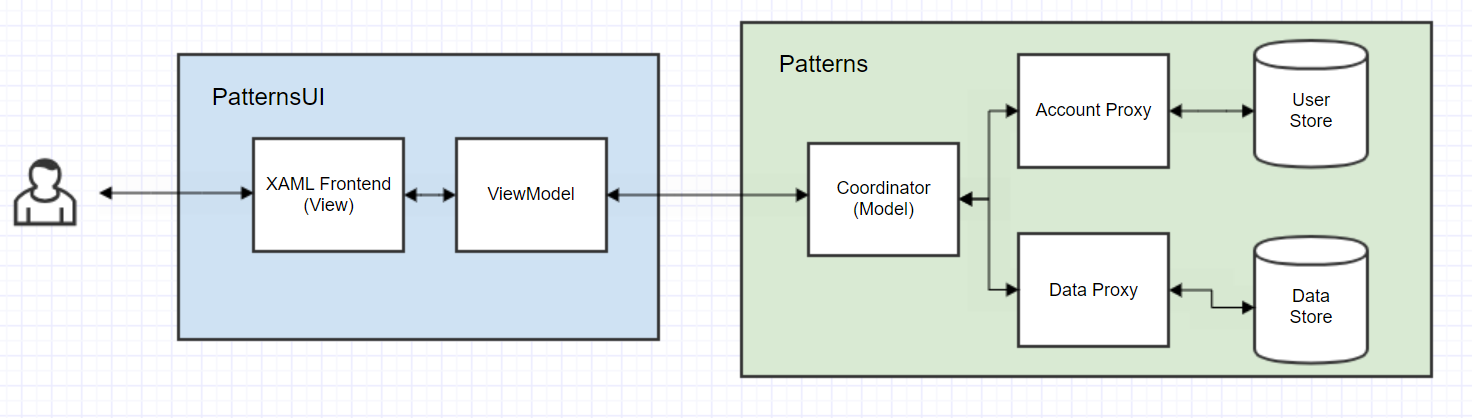 PatternsUI
XAML Frontend
(View)
ViewModel
Patterns
Coordinator
(Model)
Account Proxy
User
Store
Data Proxy
Data
Store